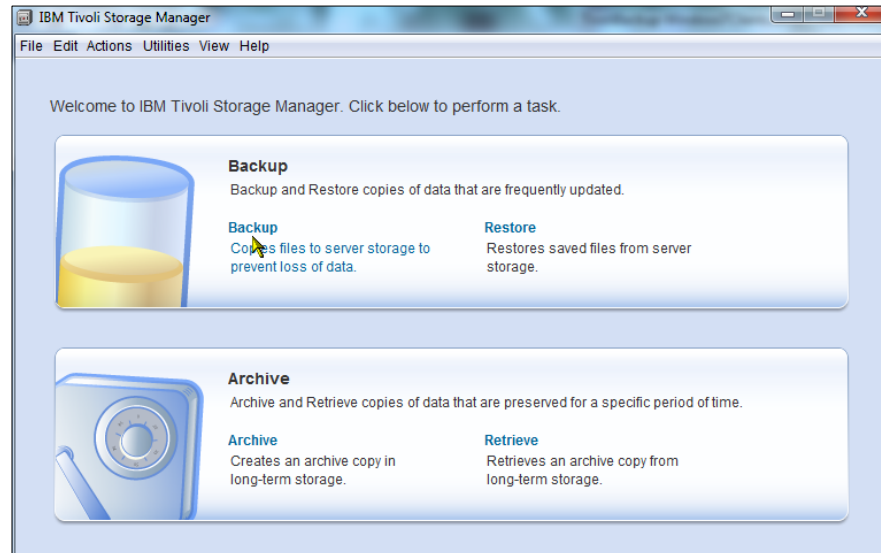 IBM Tivoli Storage Manager
File Edit Actions Utilities View Help
Welcome to IBM Tivoli Storage Manager. Click below to perform a task.
Backup
Backup and Restore copies of data that are frequently updated.
Backup
Restore
Copies files to server storage to
prevent loss of data.
Restores saved files from server
storage.
Archive
Archive and Retrieve copies of data that are preserved for a specific period of time.
Archive
Retrieve
Creates an archive copy in
long-term storage.
Retrieves an archive copy from
long-term storage.